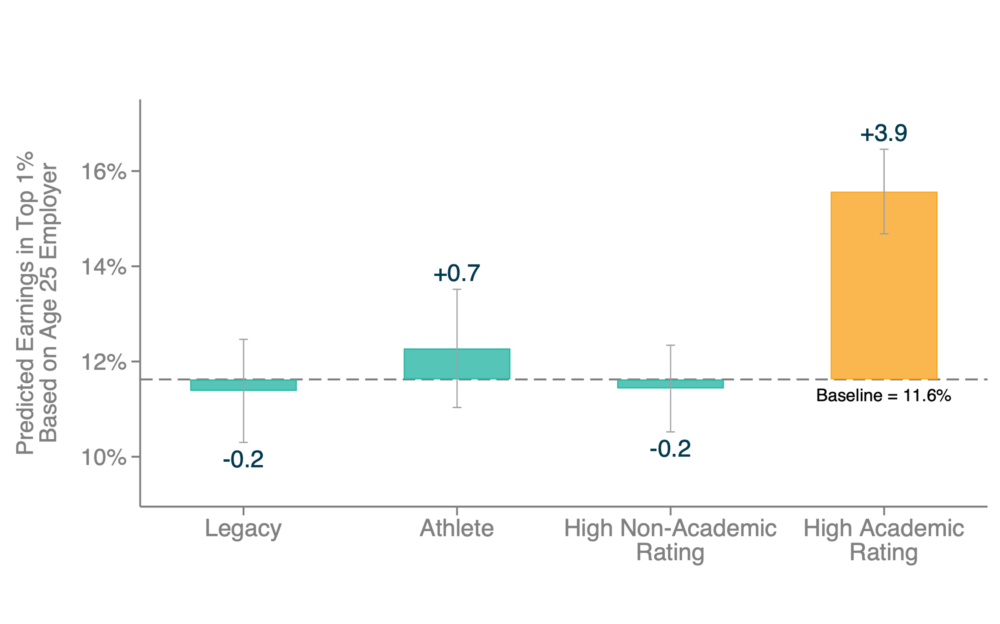 Predicted Earnings in Top 1%
Based on Age 25 Employer
16%
14%
12%
10%
-0.2
+0.7
-0.2
+3.9
Baseline = 11.6%
Legacy
Athlete
High Non-Academic
Rating
High Academic
Rating